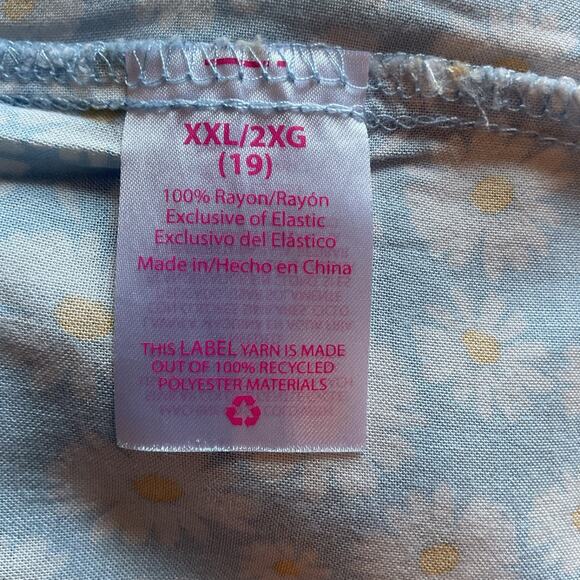 XXL/2XG
(19)
100% Rayon/Rayón
Exclusive of Elastic
Exclusivo del Elástico
Made in/Hecho en China
THIS LABEL YARN IS MADE
OUT OF 100% RECYCLED
POLYESTER MATERIALS